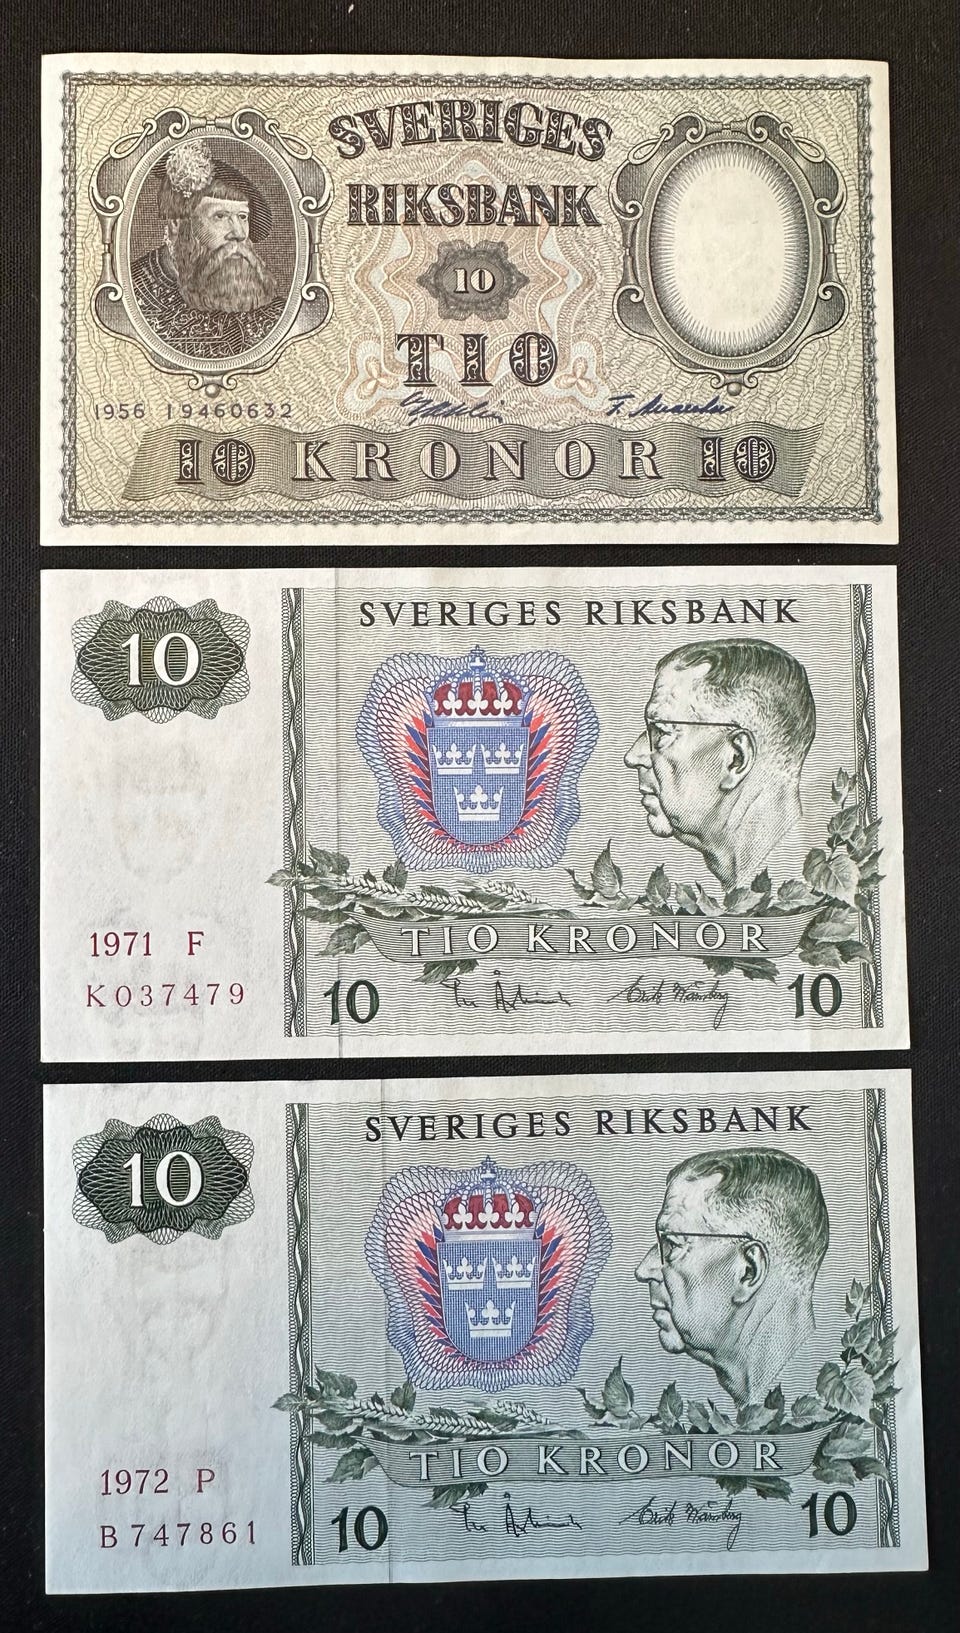 SVERIGES
RIKSBANK
10
TIO
1956 19460632
10 KRONOR 10
10
SVERIGES RIKSBANK
TIO KRONOR
1971 F
K037479
10 10
10
SVERIGES RIKSBANK
TIO KRONOR
1972 P
B747861
10 10